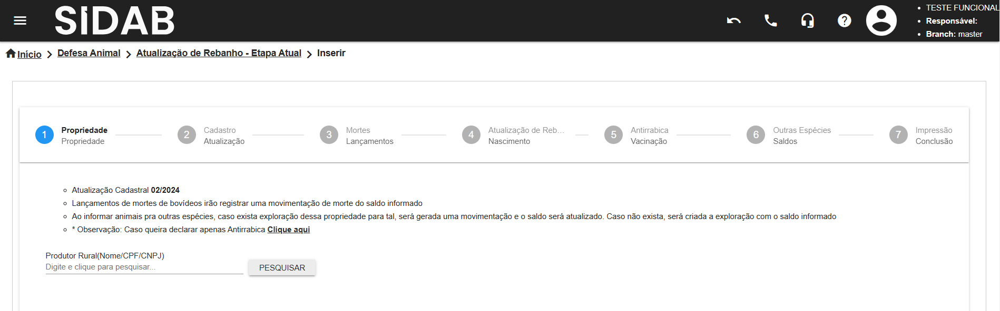 SIDAB
TESTE FUNCIONAL
Responsável:
Branch: master
Início
Defesa Animal
Atualização de Rebanho - Etapa Atual
Inserir
1
Propriedade
Propriedade
2
Cadastro
Atualização
3
Mortes
Lançamentos
4
Atualização de Reb...
Nascimento
5
Antirrabica
Vacinação
6
Outras Espécies
Saldos
7
Impressão
Conclusão
Atualização Cadastral 02/2024
Lançamentos de mortes de bovídeos irão registrar uma movimentação de morte do saldo informado
Ao informar animais pra outras espécies, caso exista exploração dessa propriedade para tal, será gerada uma movimentação e o saldo será atualizado. Caso não exista, será criada a exploração com o saldo informado
* Observação: Caso queira declarar apenas Antirrabica Clique aqui
Produtor Rural(Nome/CPF/CNPJ)
Digite e clique para pesquisar...
PESQUISAR